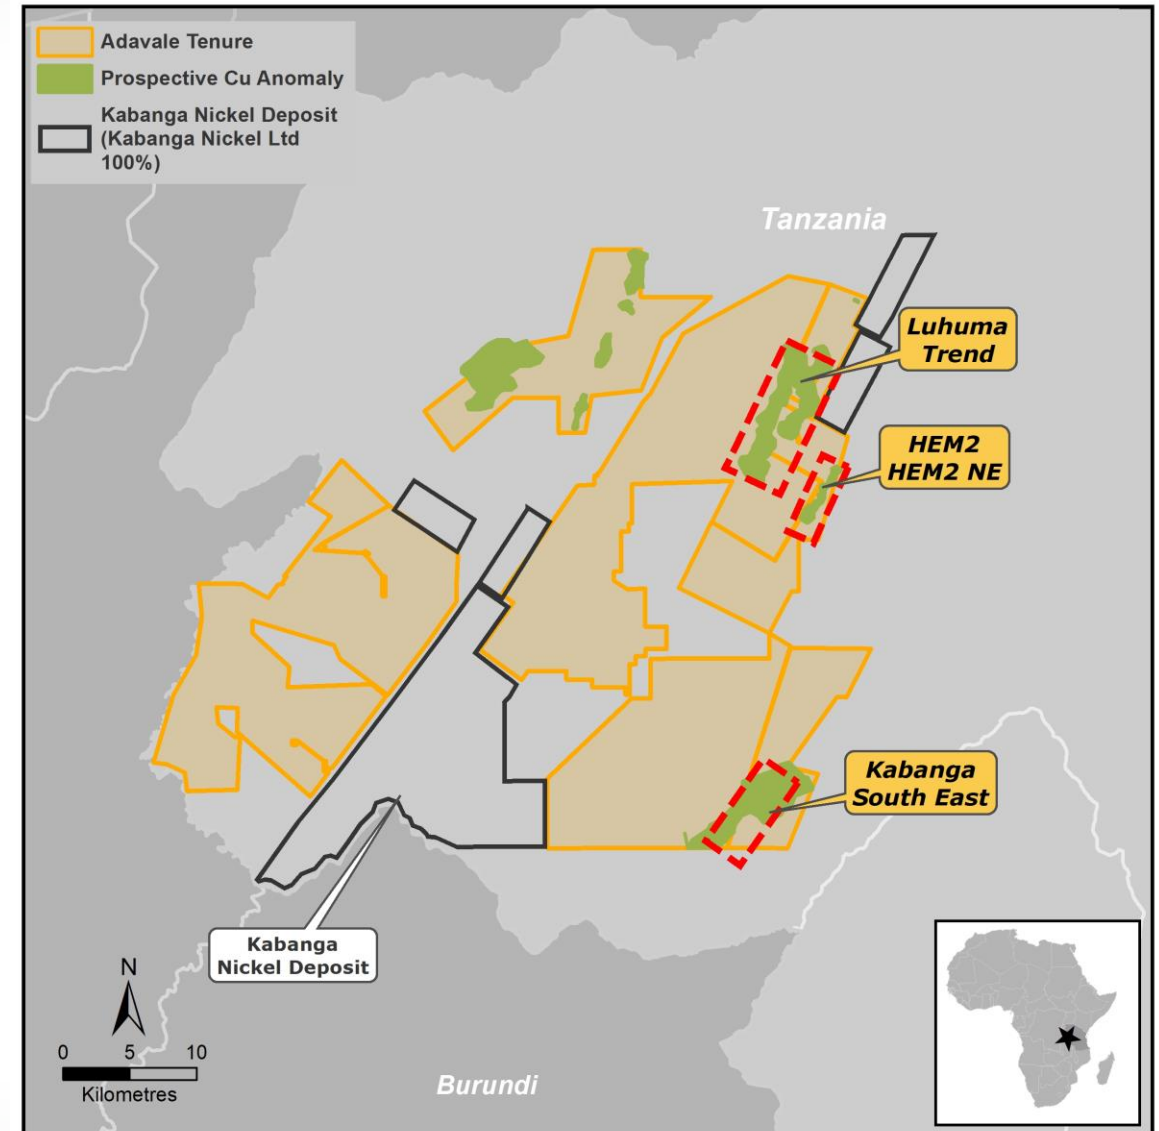 Adavale Tenure
Prospective Cu Anomaly
Kabanga Nickel Deposit
(Kabanga Nickel Ltd
100%)
Tanzania
Luhuma
Trend
HEM2
HEM2 NE
Kabanga
South East
Kabanga
Nickel Deposit
N
0 5 10
Kilometres
Burundi